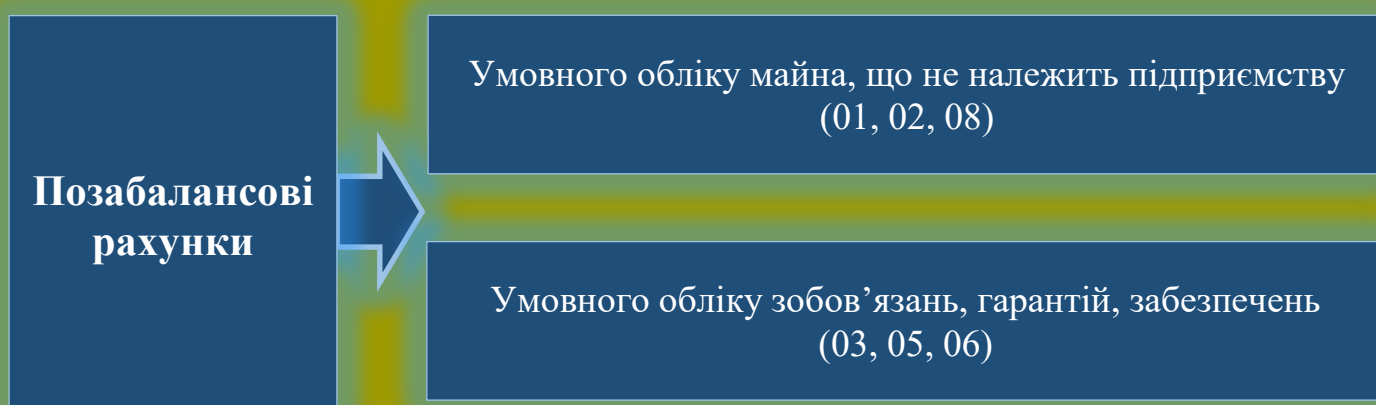 Позабалансові
рахунки
Умовного обліку майна, що не належить підприємству
(01, 02, 08)
Умовного обліку зобов’язань, гарантій, забезпечень
(03, 05, 06)